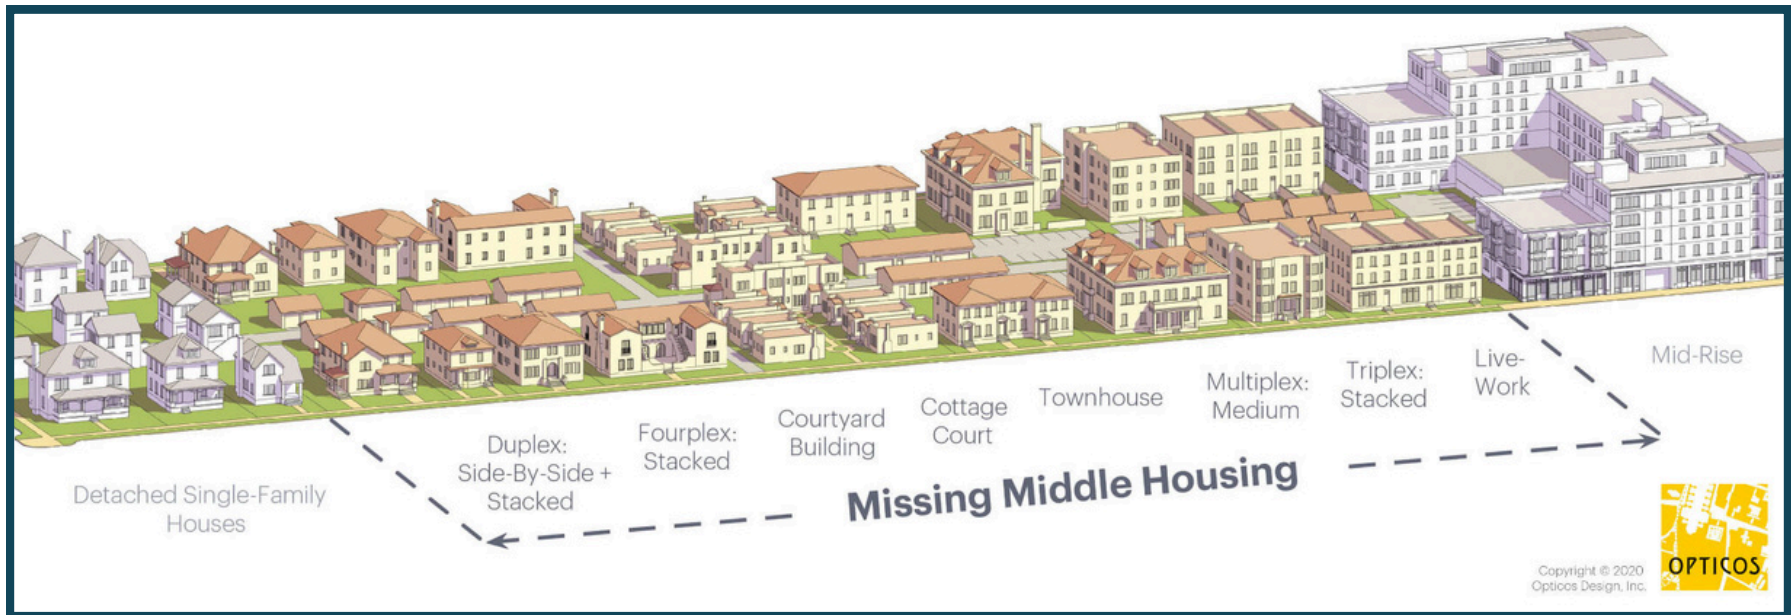 Detached Single-Family
Houses
Duplex:
Side-By-Side +
Stacked
Fourplex:
Stacked
Courtyard
Building
Cottage
Court
Townhouse
Multiplex:
Medium
Triplex:
Stacked
Live-
Work
Mid-Rise
Missing Middle Housing
Copyright © 2020
Opticos Design, Inc.
OPTICOS